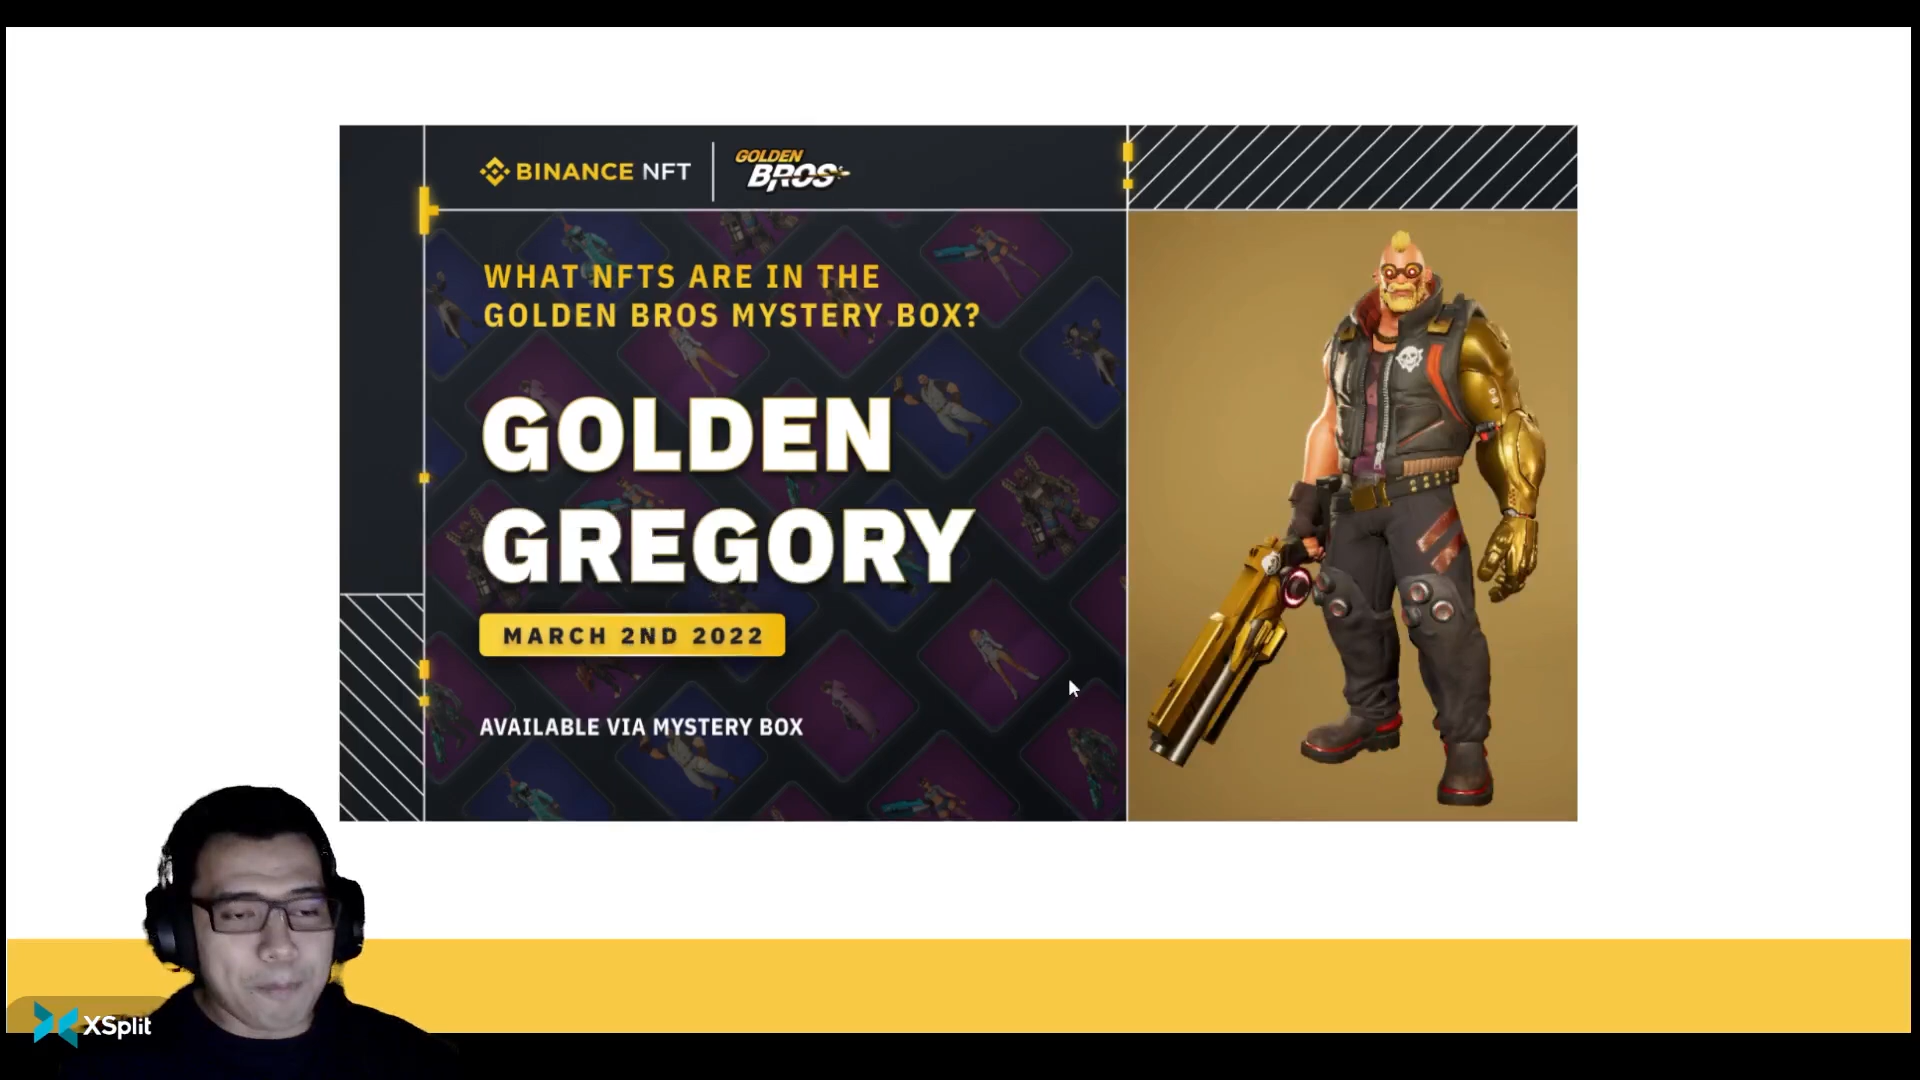 BINANCE NFT
GOLDEN
BROS
WHAT NFTS ARE IN THE
GOLDEN BROS MYSTERY BOX?
GOLDEN
GREGORY
MARCH 2ND 2022
AVAILABLE VIA MYSTERY BOX
XSplit